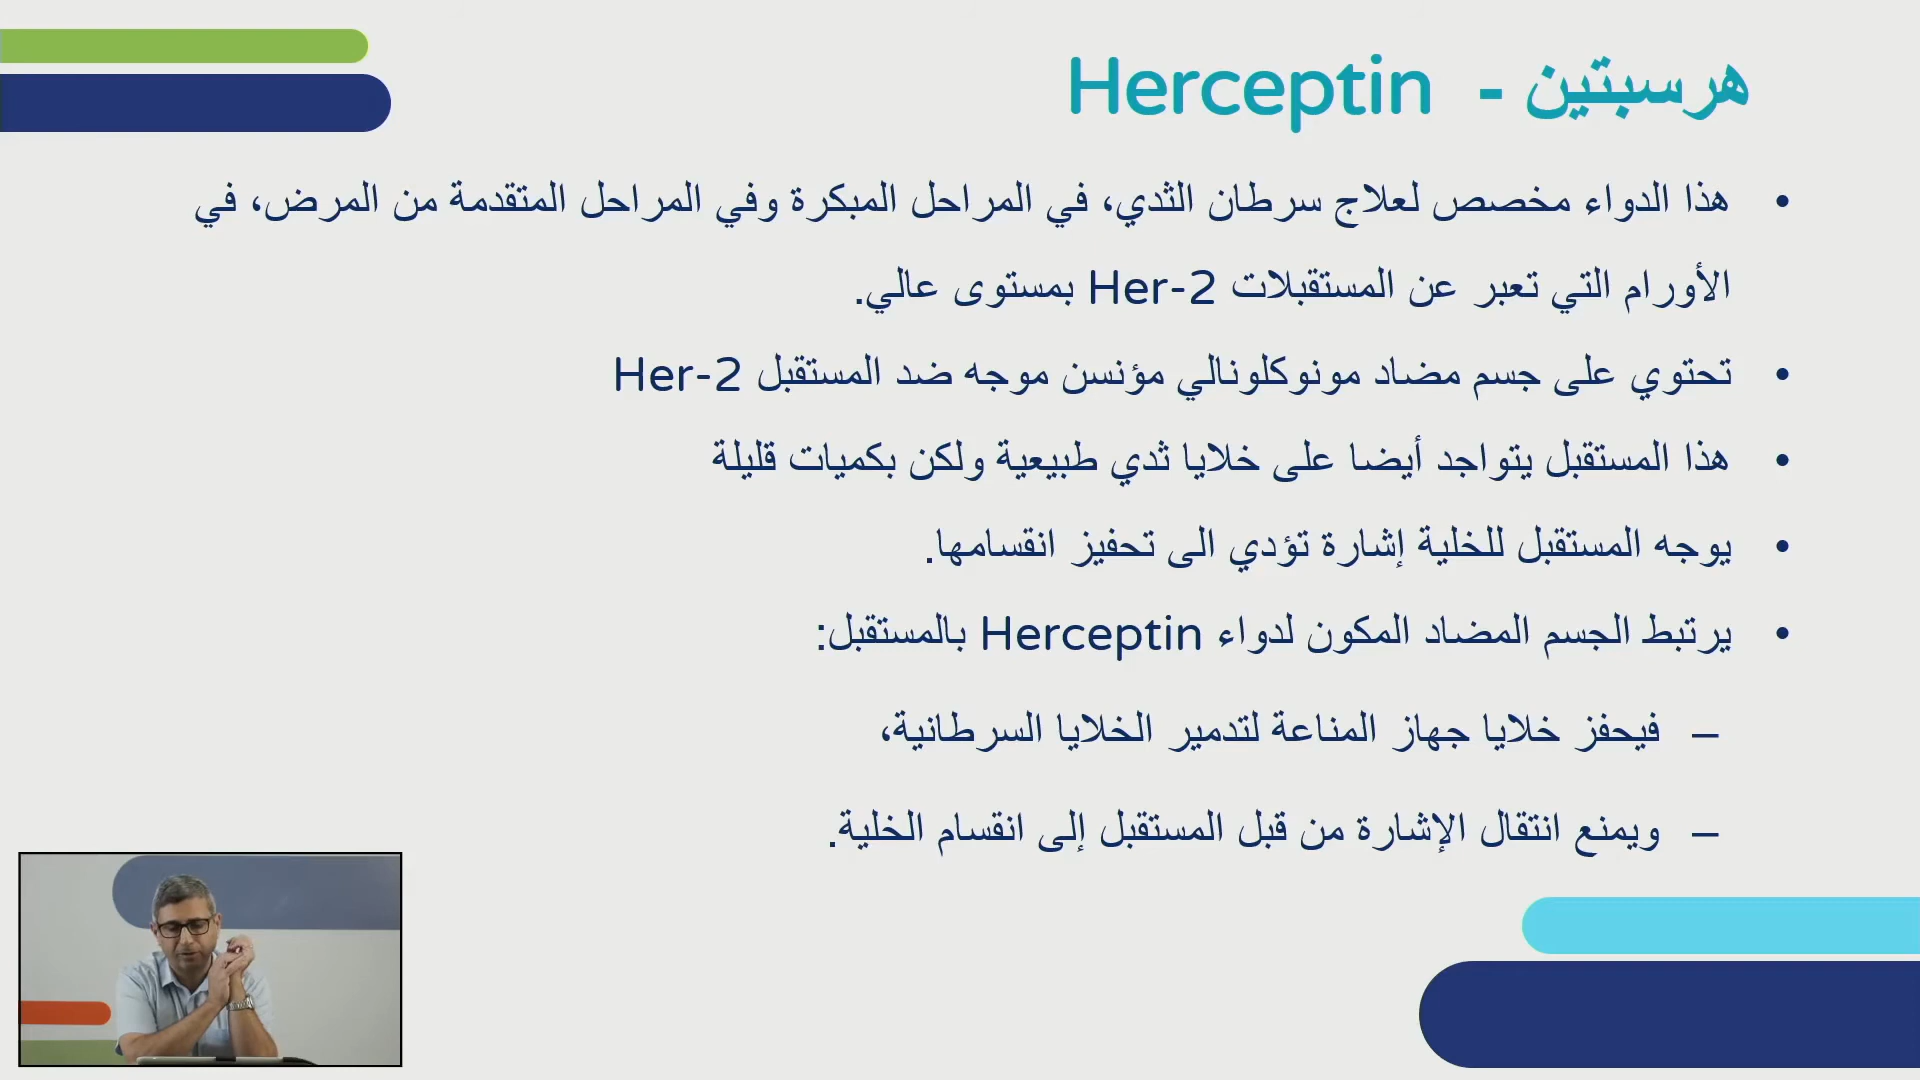 هرسبتين - Herceptin
• هذا الدواء مخصص لعلاج سرطان الثدي، في المراحل المبكرة وفي المراحل المتقدمة من المرض، في
الأورام التي تعبر عن المستقبلات Her-2 بمستوى عالي.
• تحتوي على جسم مضاد مونوكلونالي مؤنسن موجه ضد المستقبل Her-2
• هذا المستقبل يتواجد أيضا على خلايا ثدي طبيعية ولكن بكميات قليلة
• يوجه المستقبل للخلية إشارة تؤدي الى تحفيز انقسامها.
• يرتبط الجسم المضاد المكون لدواء Herceptin بالمستقبل:
– فيحفز خلايا جهاز المناعة لتدمير الخلايا السرطانية،
– ويمنع انتقال الإشارة من قبل المستقبل إلى انقسام الخلية.